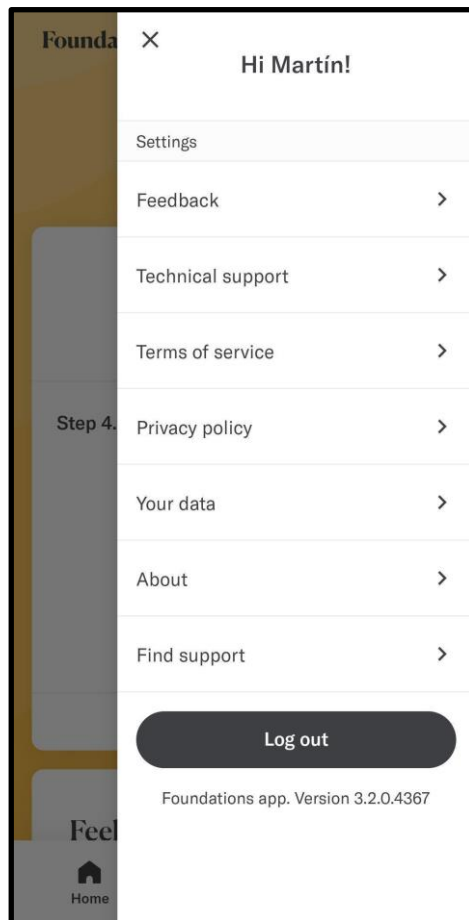 Founda
Hi Martín!
Settings
Feedback
Technical support
Terms of service
Privacy policy
Your data
Step 4.
About
Find support
Log out
Foundations app. Version 3.2.0.4367
Feel
Home